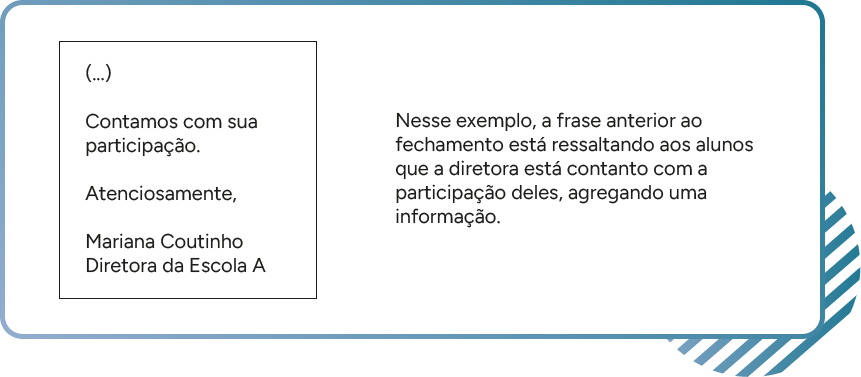 (...)
Contamos com sua
participação.
Atenciosamente,
Mariana Coutinho
Diretora da Escola A
Nesse exemplo, a frase anterior ao
fechamento está ressaltando aos alunos
que a diretora está contanto com a
participação deles, agregando uma
informação.